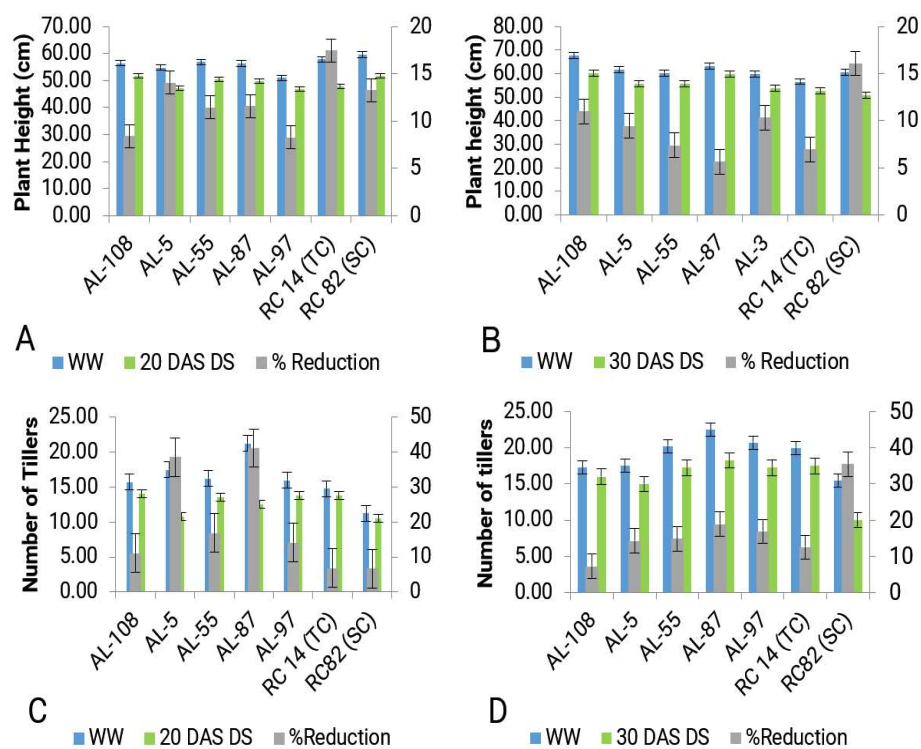 Plant Height (cm)
70.00
60.00
50.00
40.00
30.00
20.00
10.00
0.00
20
15
10
5
0
AL-108
AL-5
AL-55
AL-87
AL-97
RC 14 (TC)
RC 82 (SC)
A
WW 20 DAS DS % Reduction
Plant height (cm)
80.00
70.00
60.00
50.00
40.00
30.00
20.00
10.00
0.00
20
15
10
5
0
AL-108
AL-5
AL-55
AL-87
AL-3
RC 14 (TC)
RC 82 (SC)
B
WW 30 DAS DS % Reduction
Number of Tillers
25.00
20.00
15.00
10.00
5.00
0.00
50
40
30
20
10
0
AL-108
AL-5
AL-55
AL-87
AL-97
RC 14 (TC)
RC82 (SC)
C
WW 20 DAS DS %Reduction
Number of tillers
25.00
20.00
15.00
10.00
5.00
0.00
50
40
30
20
10
0
AL-108
AL-5
AL-55
AL-87
AL-97
RC 14 (TC)
RC82 (SC)
D
WW 30 DAS DS %Reduction